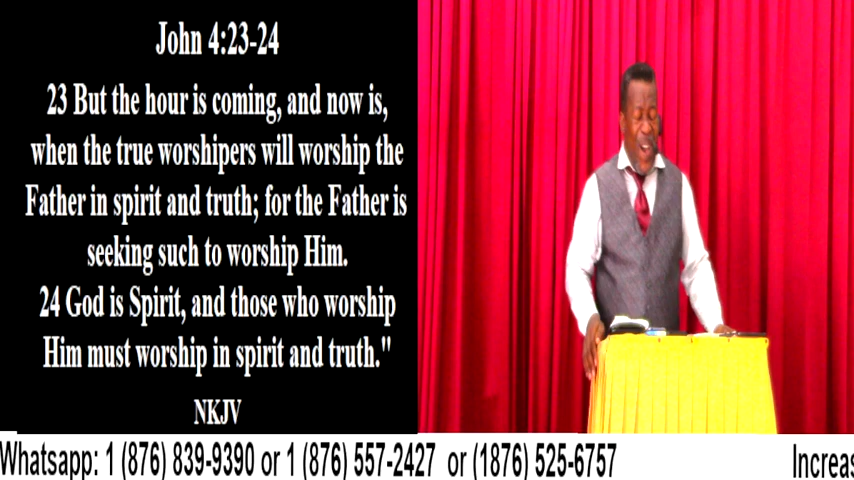 John 4:23-24
23 But the hour is coming, and now is,
when the true worshipers will worship the
Father in spirit and truth; for the Father is
seeking such to worship Him.
24 God is Spirit, and those who worship
Him must worship in spirit and truth."
NKJV
Whatsapp: 1 (876) 839-9390 or 1 (876) 557-2427 or (1876) 525-6757 Increas